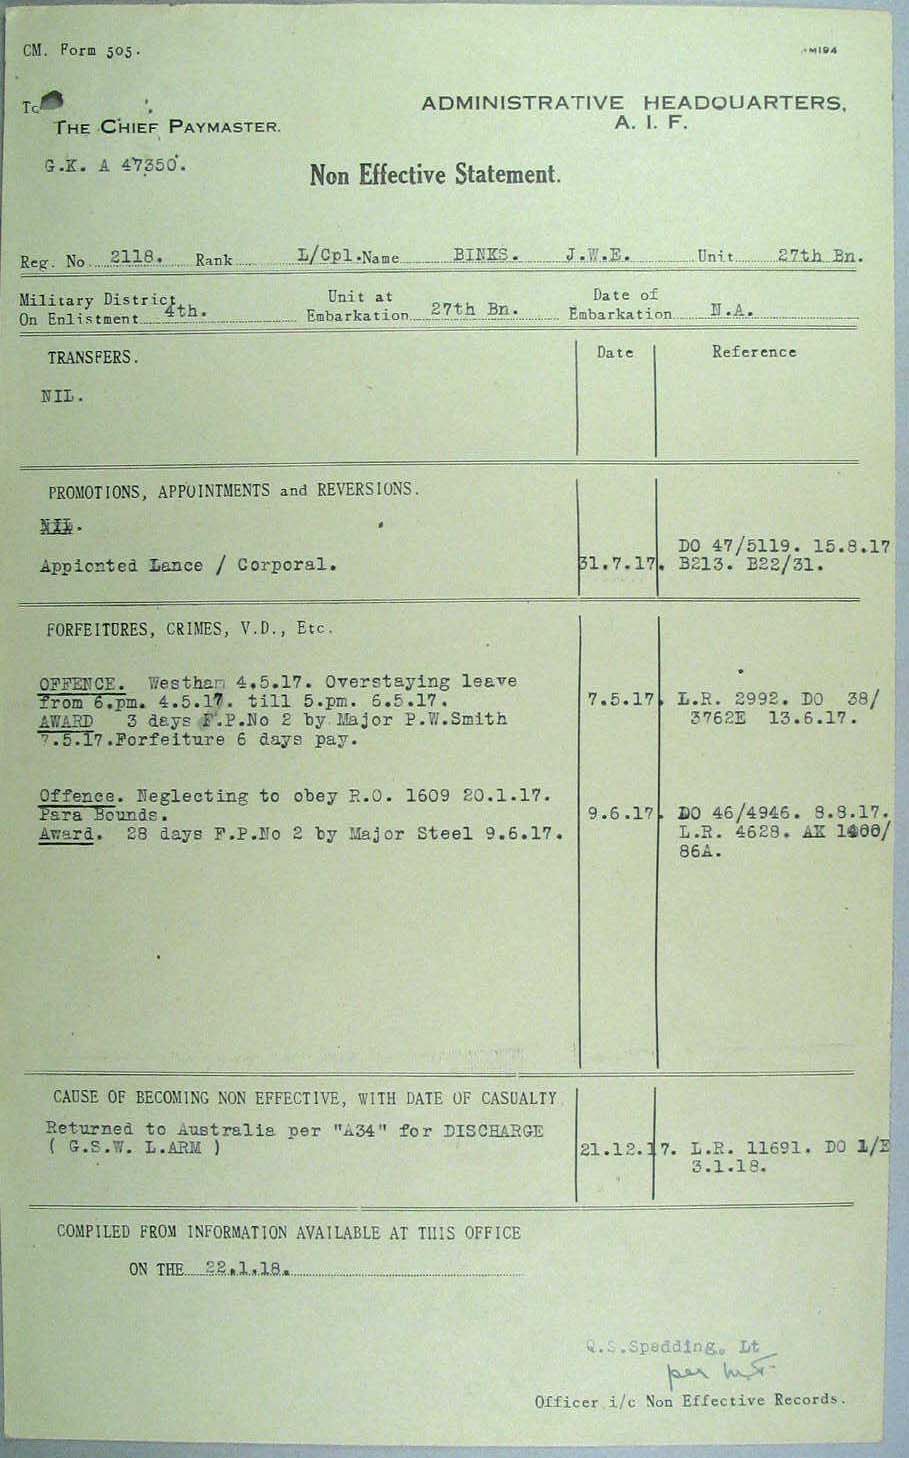 CM. Form 505.
To
THE CHIEF PAYMASTER.
ADMINISTRATIVE HEADQUARTERS,
A. I. F.
G.K. A 47350.
Non Effective Statement.
Reg. No 2118. Rank L/Cpl. Name BINKS. J.W.E. Unit 27th Bn.
Military District Unit at Date of
On Enlistment 4th. Embarkation 27th Bn. Embarkation N.A.
TRANSFERS. Date Reference
NIL.
PROMOTIONS, APPOINTMENTS and REVERSIONS.
NIL.
DO 47/5119. 15.8.17
Appionted Lance / Corporal. 31.7.17. B213. B22/31.
FORFEITURES, CRIMES, V.D., Etc.
OFFENCE. Westham 4.5.17. Overstaying leave
from 6.pm. 4.5.17. till 5.pm. 6.5.17. 7.5.17. L.R. 2992. DO 38/
AWARD 3 days F.P.No 2 by Major P.W.Smith 3762E 13.6.17.
7.5.17.Forfeiture 6 days pay.
Offence. Neglecting to obey R.O. 1609 20.1.17.
Para Bounds. 9.6.17. DO 46/4946. 8.8.17.
Award. 28 days F.P.No 2 by Major Steel 9.6.17. L.R. 4628. AK
86A.
CAUSE OF BECOMING NON EFFECTIVE, WITH DATE OF CASUALTY
Returned to Australia per "A34" for DISCHARGE
( G.S.W. L.ARM ) 21.12.17. L.R. 11691. DO 1/E
3.1.18.
COMPILED FROM INFORMATION AVAILABLE AT THIS OFFICE
ON THE 22.1.18.
Q.S.Spedding. Lt
per
Officer i/c Non Effective Records.